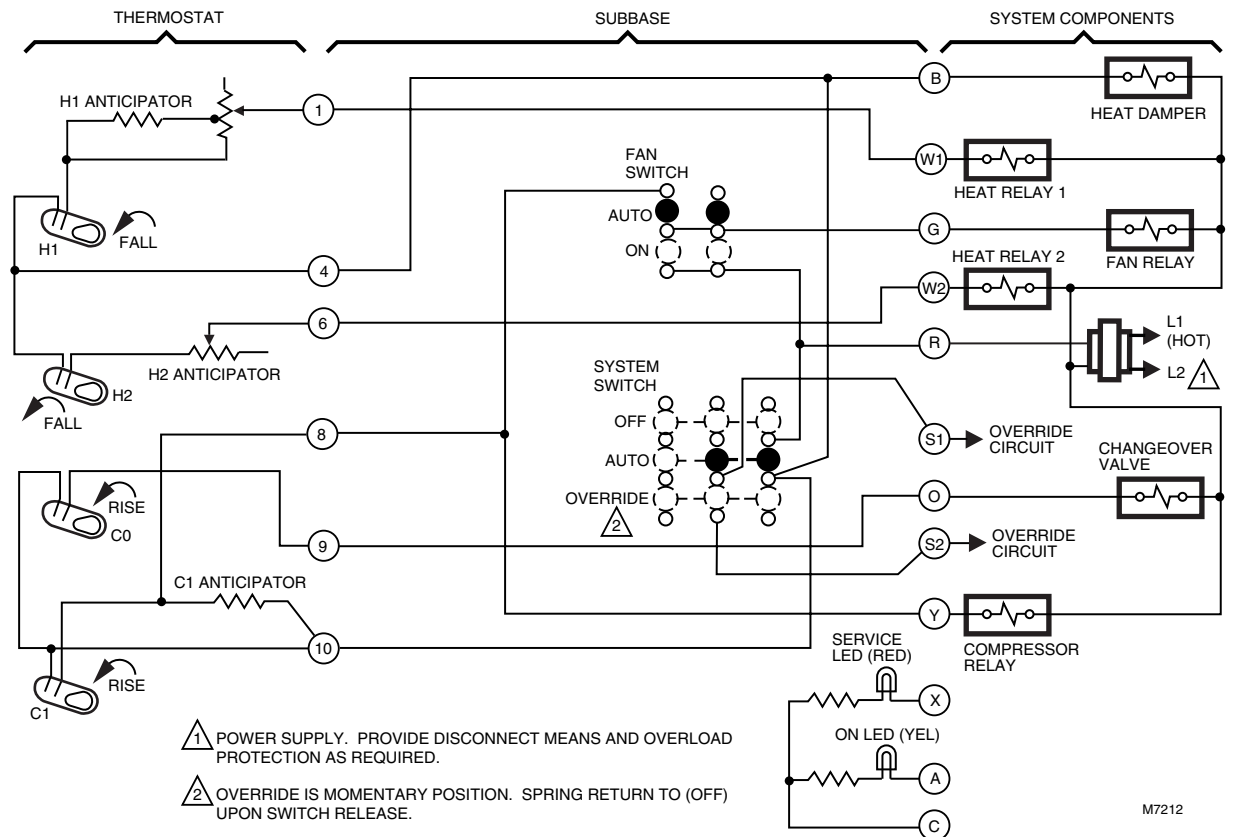 THERMOSTAT
SUBBASE
SYSTEM COMPONENTS
B
H1 ANTICIPATOR
1
HEAT DAMPER
FAN
SWITCH
W1
HEAT RELAY 1
AUTO
H1
FALL
G
ON
FAN RELAY
HEAT RELAY 2
4
W2
6
L1
(HOT)
R
L2
1
H2 ANTICIPATOR
SYSTEM
SWITCH
H2
FALL
OFF
8
S1
OVERRIDE
CIRCUIT
CHANGEOVER
VALVE
AUTO
RISE
OVERRIDE
O
2
C0
9
S2
OVERRIDE
CIRCUIT
C1 ANTICIPATOR
Y
10
SERVICE
LED (RED)
COMPRESSOR
RELAY
RISE
C1
X
ON LED (YEL)
1 POWER SUPPLY. PROVIDE DISCONNECT MEANS AND OVERLOAD
PROTECTION AS REQUIRED.
A
2 OVERRIDE IS MOMENTARY POSITION. SPRING RETURN TO (OFF)
UPON SWITCH RELEASE.
M7212
C